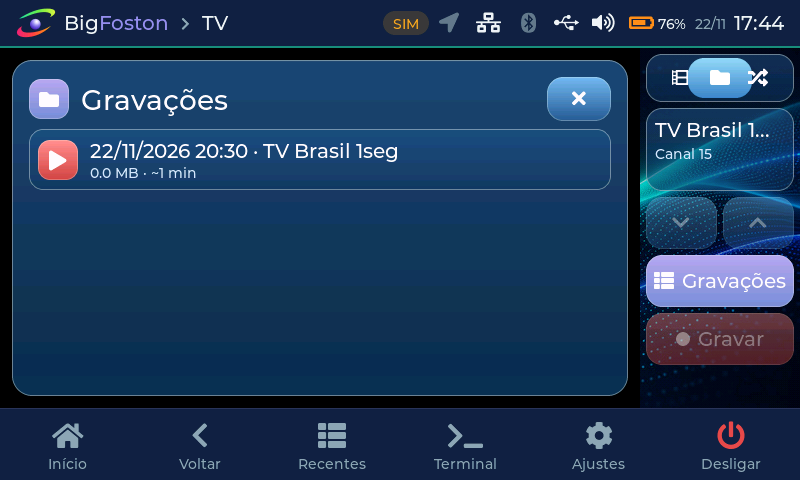 BigFoston > TV
SIM
76%
22/11
17:44
Gravações
22/11/2026 20:30 · TV Brasil 1seg
0.0 MB · ~1 min
TV Brasil 1...
Canal 15
Gravações
Gravar
Início
Voltar
Recentes
Terminal
Ajustes
Desligar